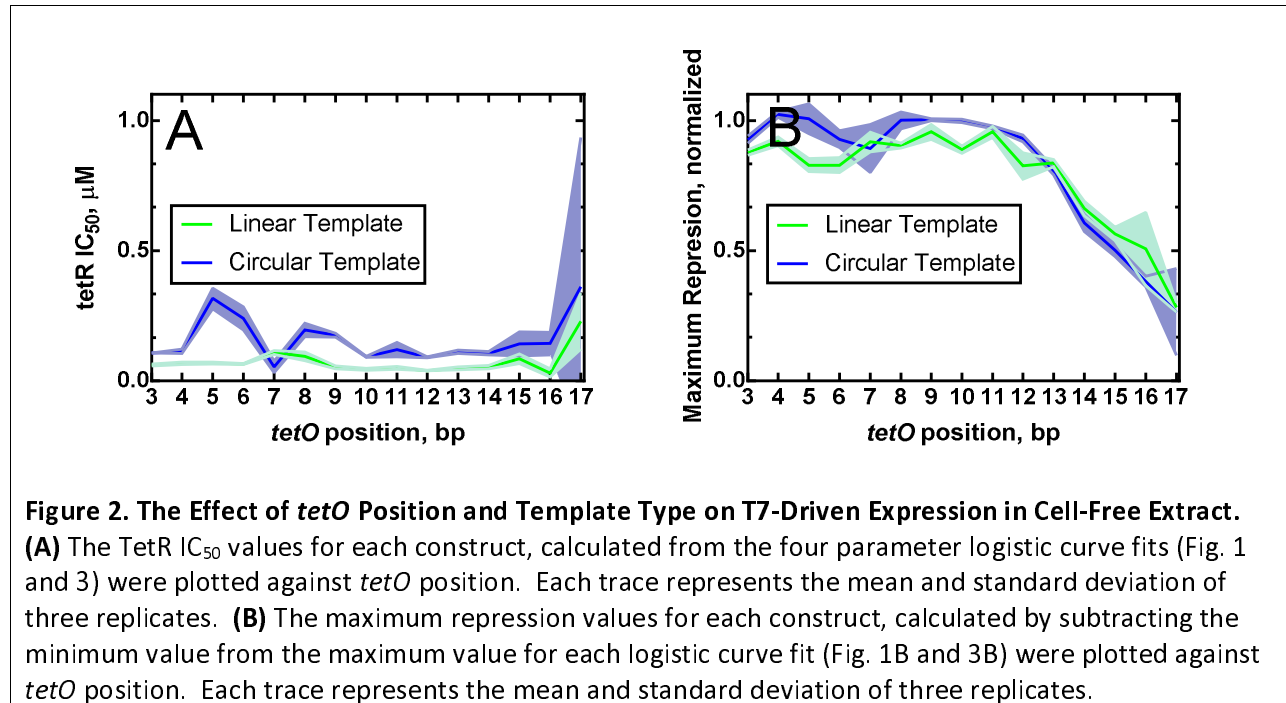 A
1.0
0.5
0.0
tetR IC50, μM
Linear Template
Circular Template
3 4 5 6 7 8 9 10 11 12 13 14 15 16 17
tetO position, bp
B
1.0
0.5
0.0
Maximum Represion, normalized
Linear Template
Circular Template
3 4 5 6 7 8 9 10 11 12 13 14 15 16 17
tetO position, bp
Figure 2. The Effect of tetO Position and Template Type on T7-Driven Expression in Cell-Free Extract.
(A) The TetR IC50 values for each construct, calculated from the four parameter logistic curve fits (Fig. 1
and 3) were plotted against tetO position. Each trace represents the mean and standard deviation of
three replicates. (B) The maximum repression values for each construct, calculated by subtracting the
minimum value from the maximum value for each logistic curve fit (Fig. 1B and 3B) were plotted against
tetO position. Each trace represents the mean and standard deviation of three replicates.